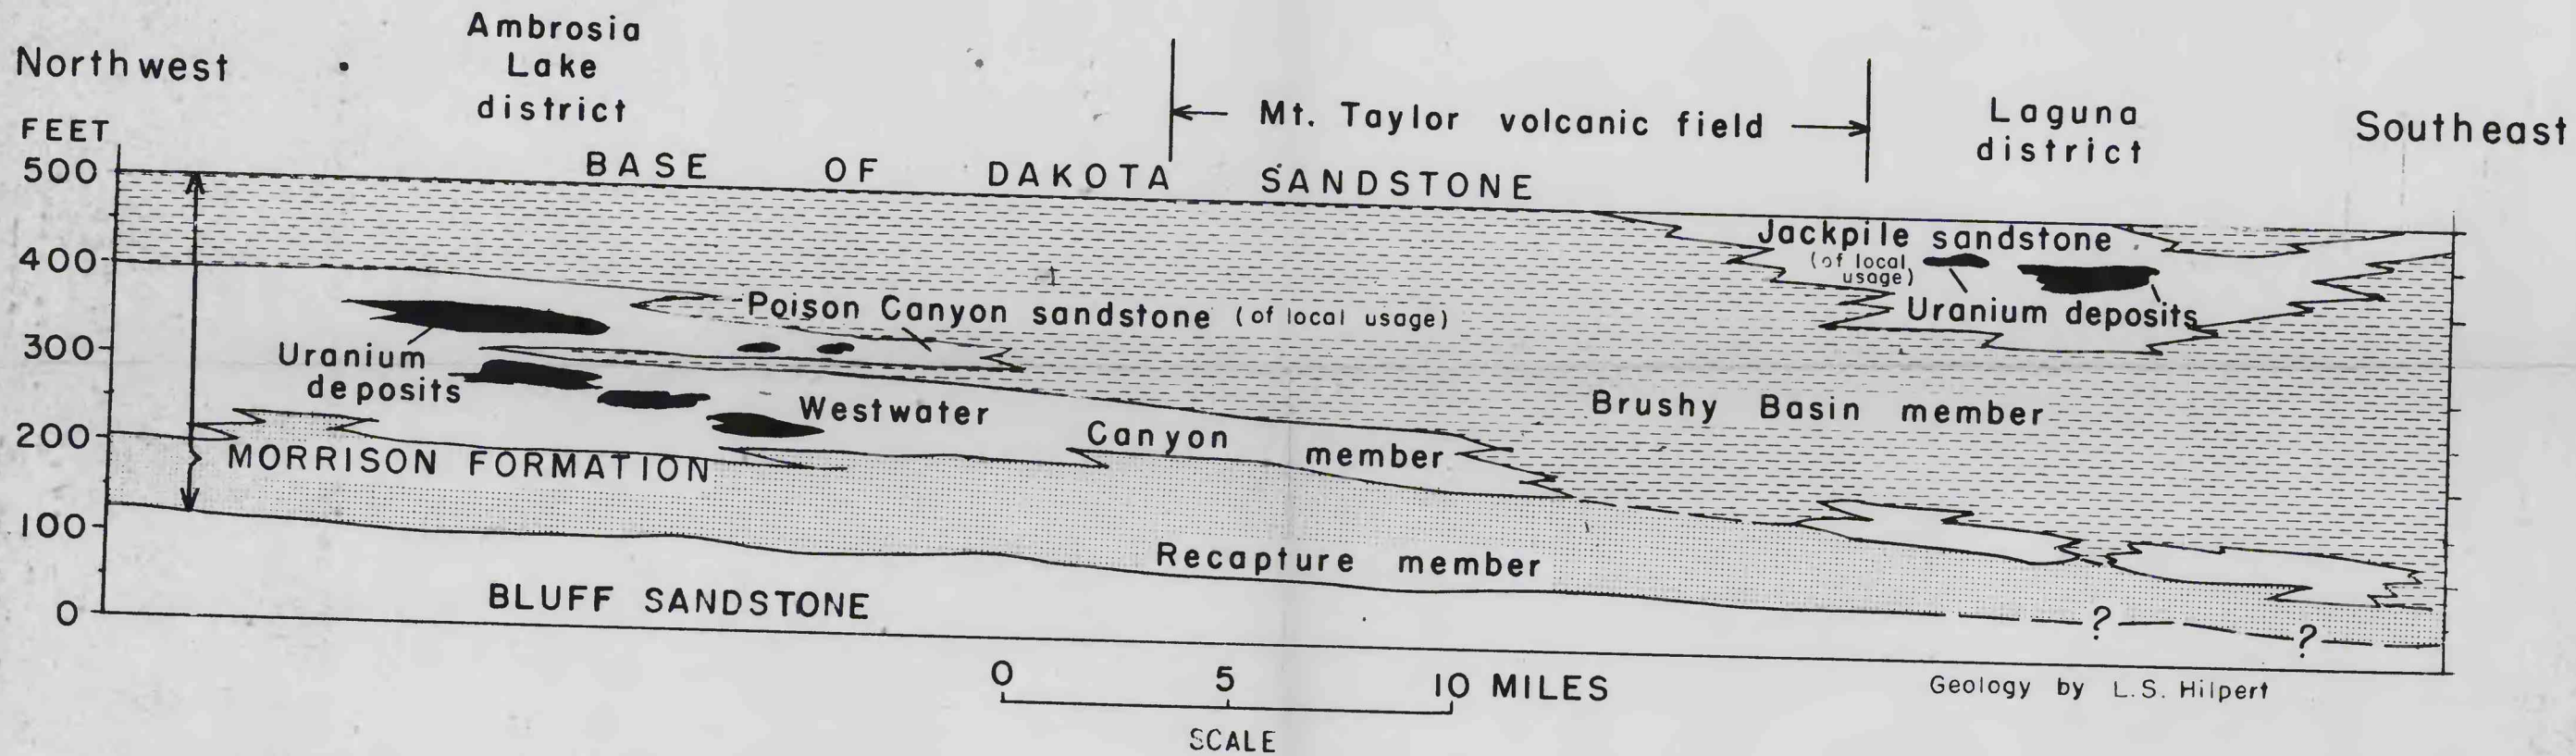 Northwest
Ambrosia
Lake
district
Mt. Taylor volcanic field
Laguna
district
Southeast
FEET
500
400
300
200
100
0
BASE OF DAKOTA SANDSTONE
Jackpile sandstone
(of local
usage)
Uranium deposits
Poison Canyon sandstone (of local usage)
Uranium
deposits
Westwater
Canyon
member
Brushy Basin member
MORRISON FORMATION
Recapture member
BLUFF SANDSTONE
?
?
0 5 10 MILES
SCALE
Geology by L.S. Hilpert